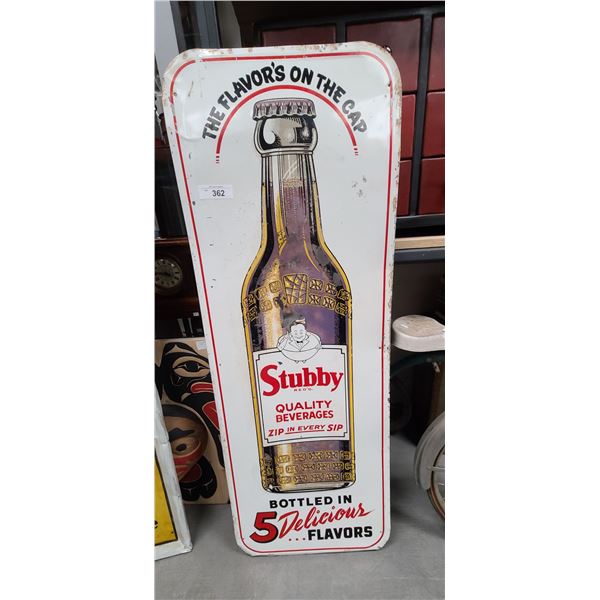 THE FLAVOR'S ON THE CAP
362
Stubby
REG'D.
QUALITY
BEVERAGES
ZIP IN EVERY SIP
BOTTLED IN
5 Delicious
...FLAVORS